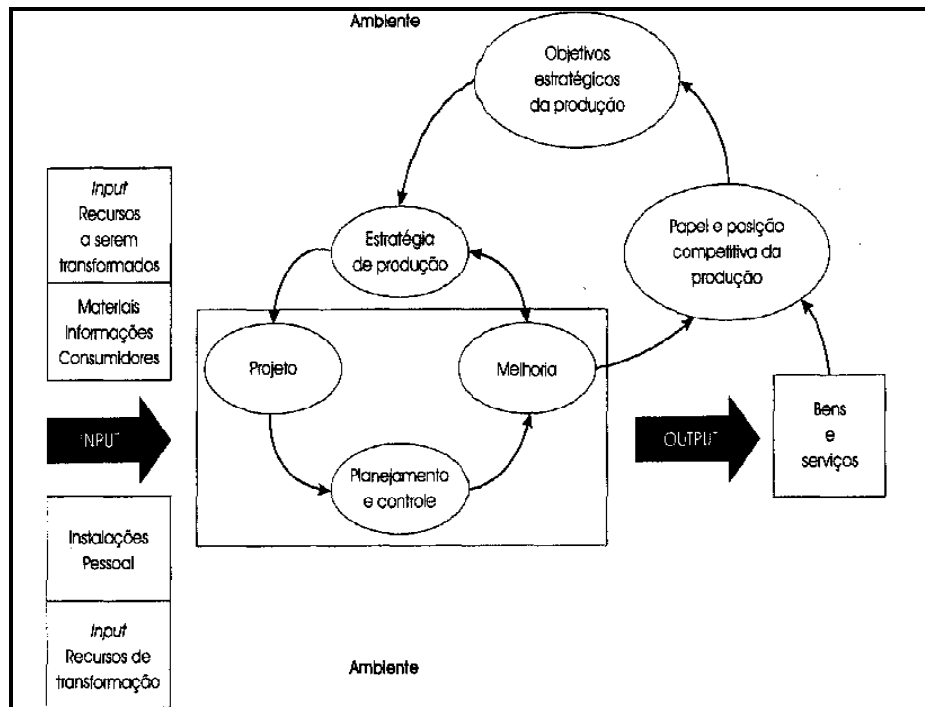 Ambiente
Objetivos
estratégicos
da produção
Input
Recursos
a serem
transformados
Materiais
Informações
Consumidores
Estratégia
de produção
Papel e posição
competitiva da
produção
Projeto
Melhoria
INPUT
OUTPUT
Bens
e
serviços
Planejamento
e controle
Instalações
Pessoal
Input
Recursos de
transformação
Ambiente